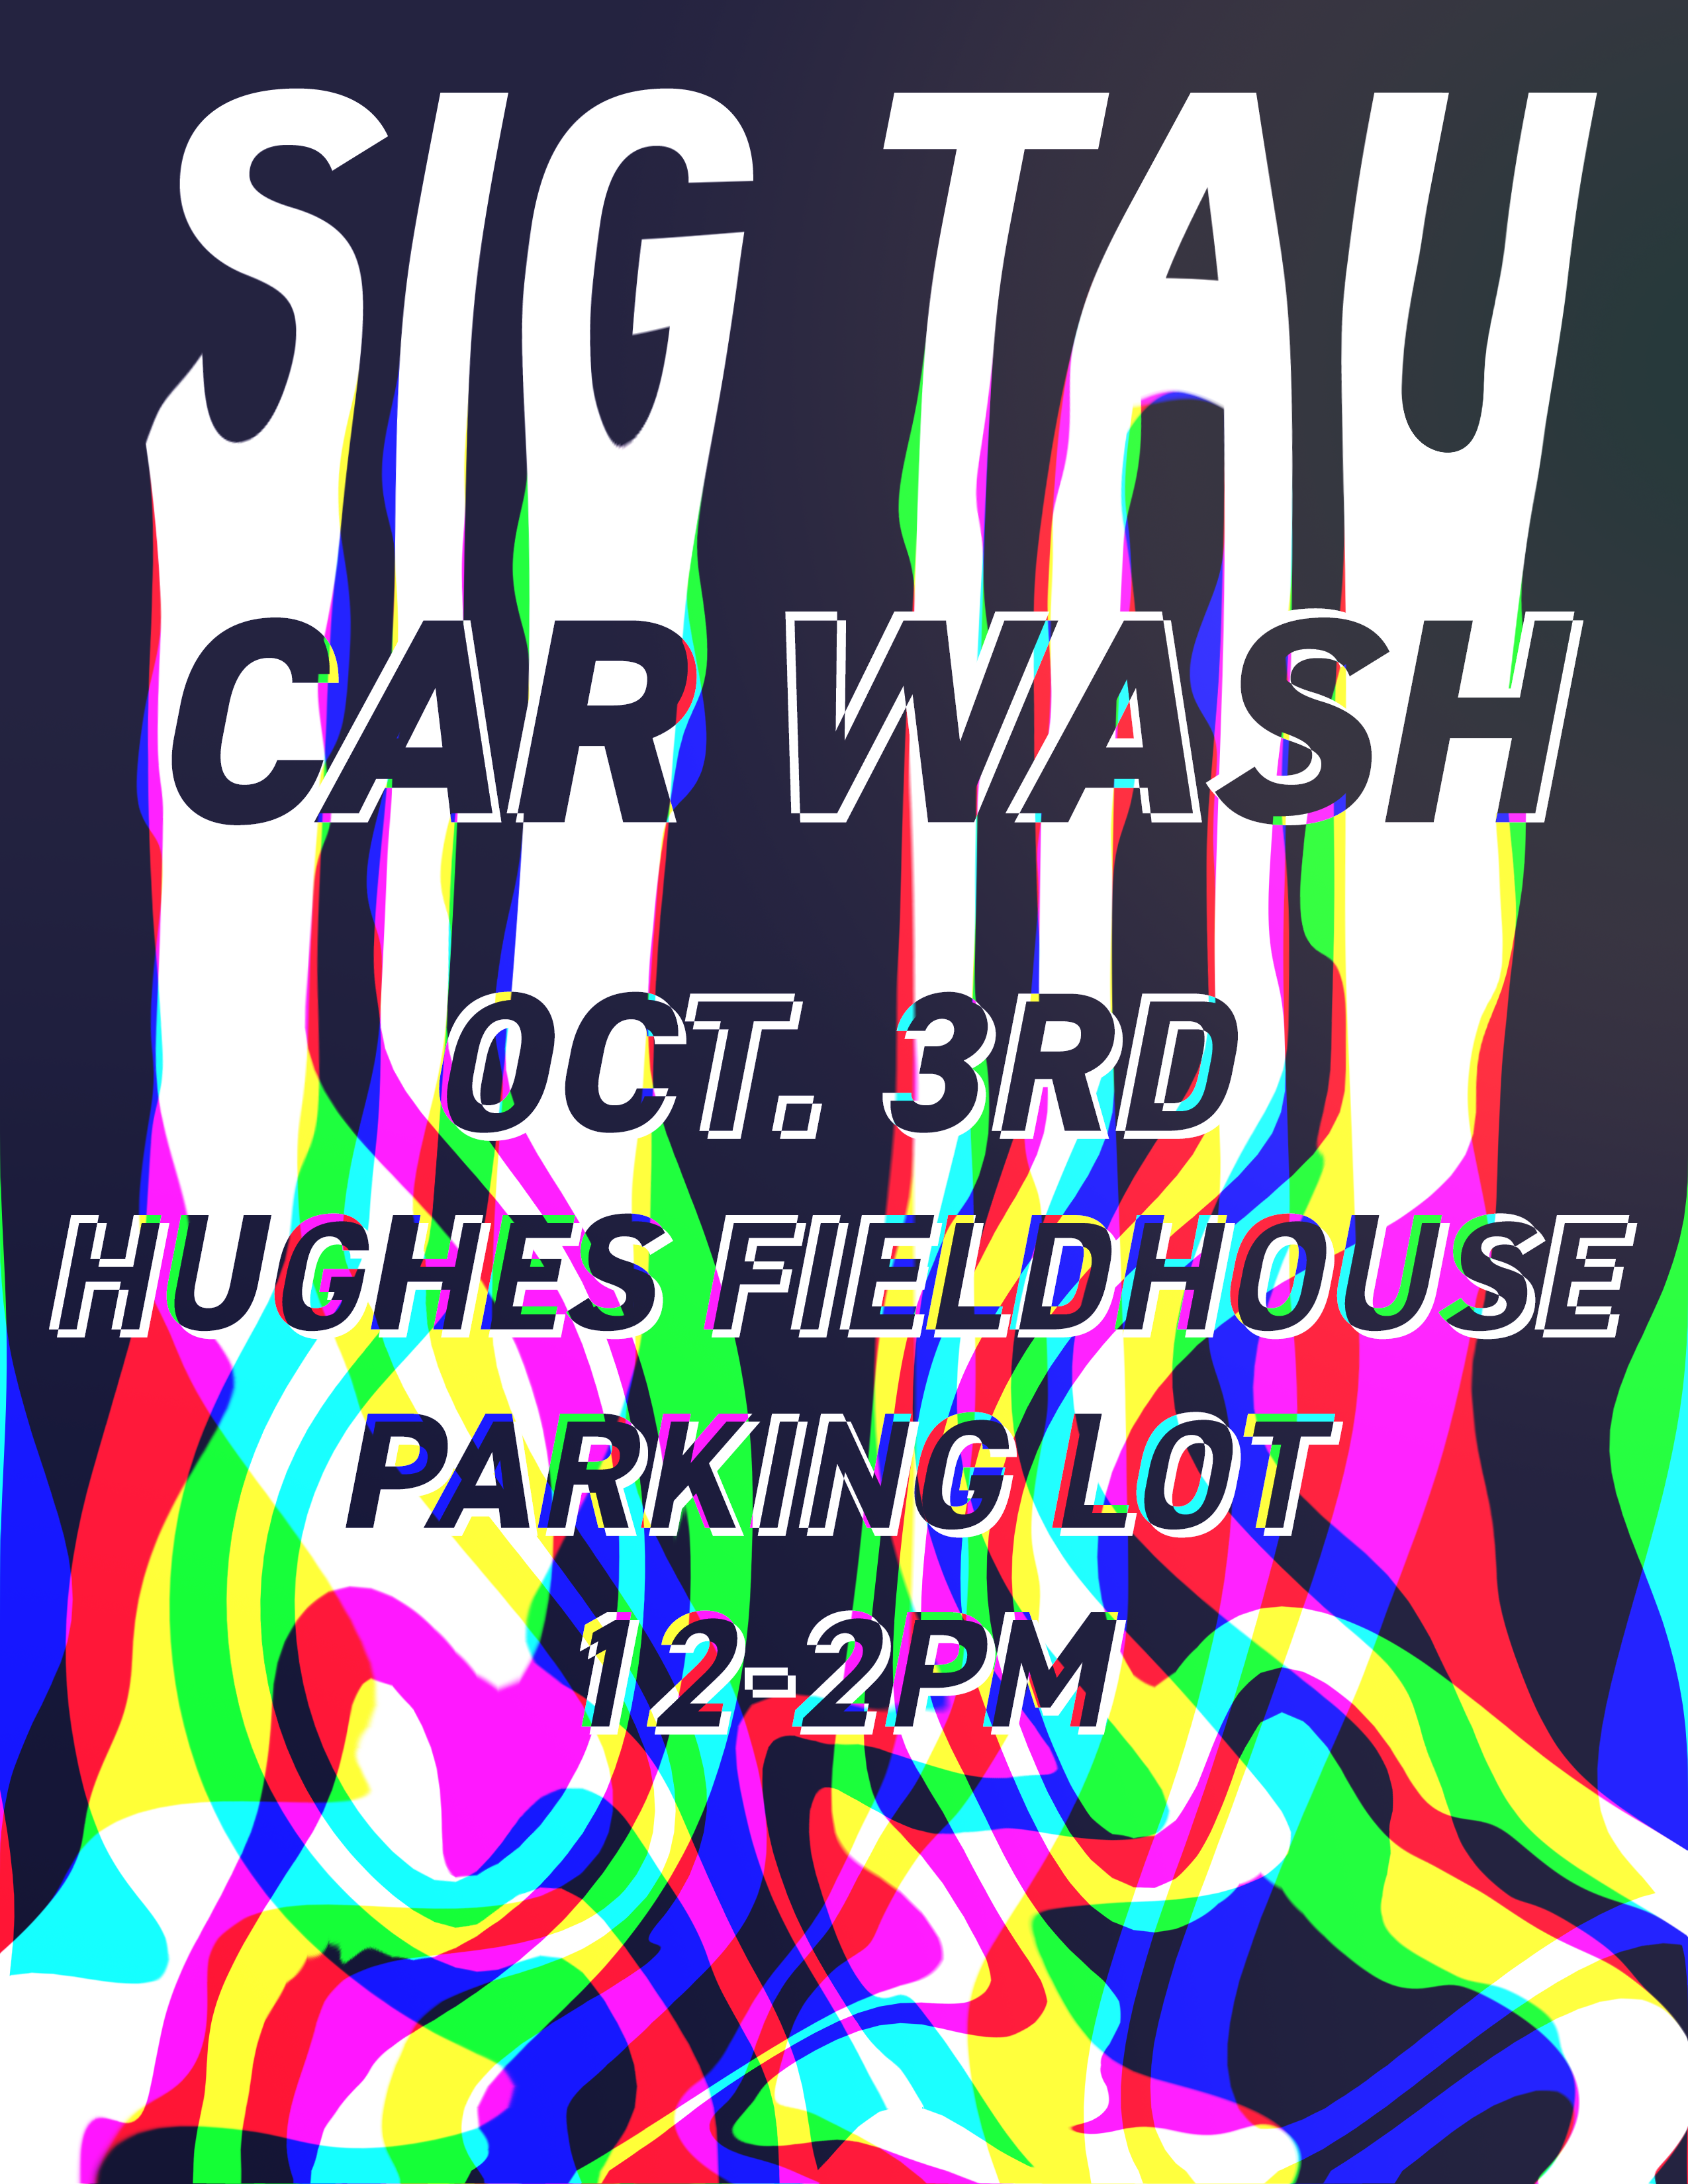 SIG TAU
CAR WASH
OCT. 3RD
HUGHES FIELDHOUSE
PARKING LOT
12-2PM